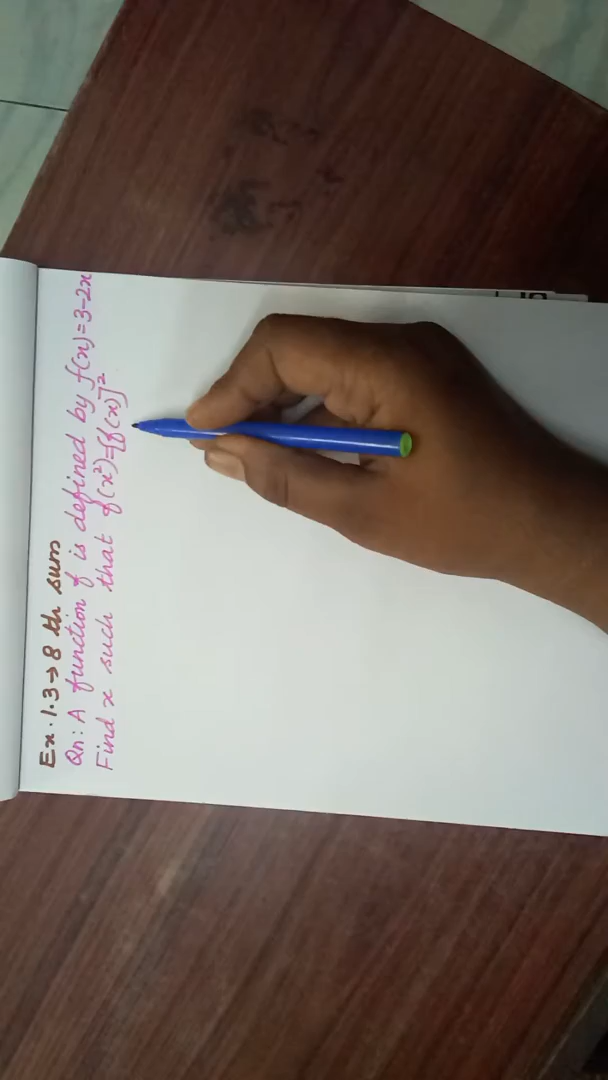 Ex. 1.3→8 th sum
Qn: A function f is defined by f(x)=3-2x
Find x such that f(x²)=[f(x)]²